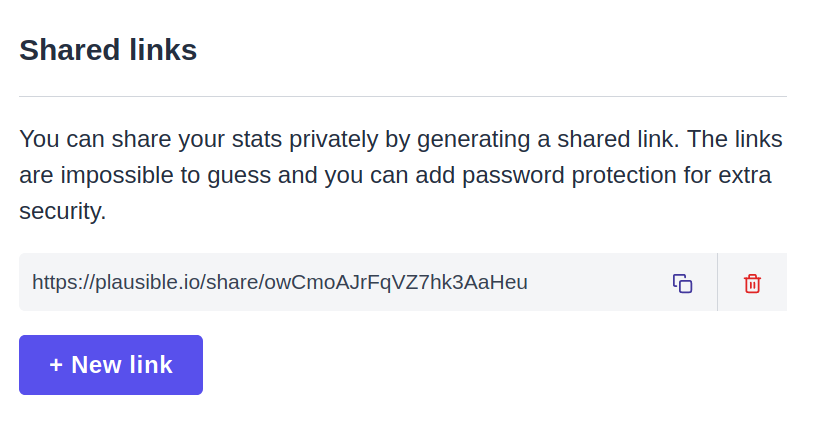 Shared links
You can share your stats privately by generating a shared link. The links
are impossible to guess and you can add password protection for extra
security.
https://plausible.io/share/owCmoAJrFqVZ7hk3AaHeu
+ New link